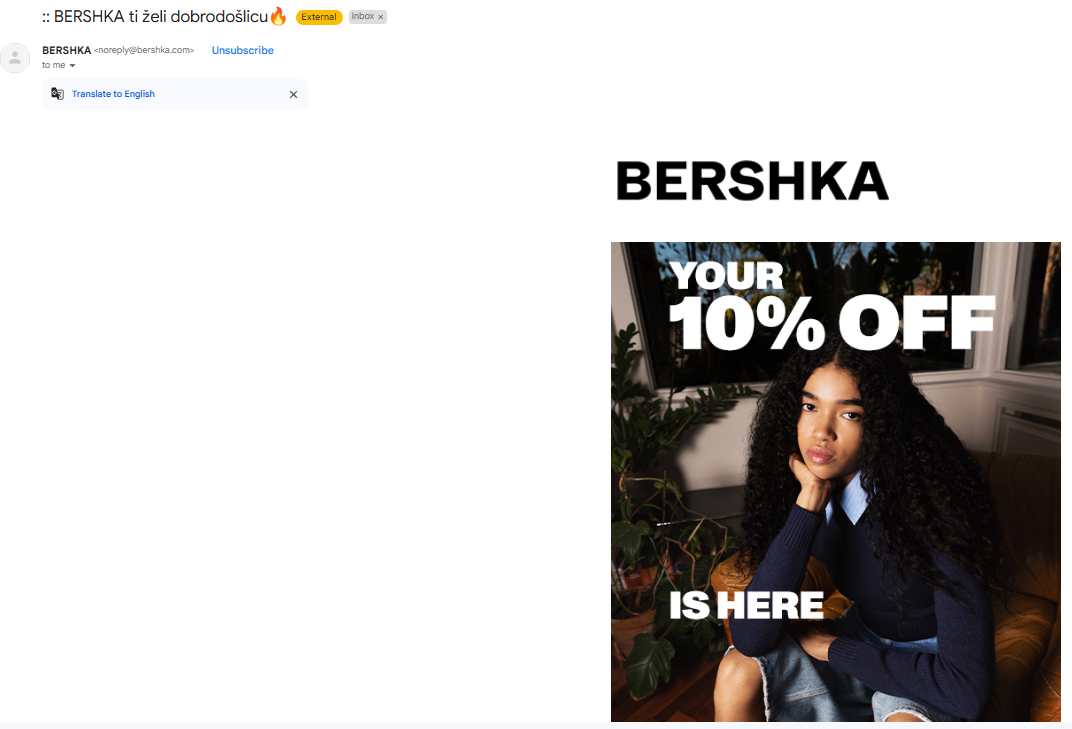 :: BERSHKA ti želi dobrodošlicu🔥 External Inbox ×
BERSHKA <noreply@bershka.com> Unsubscribe
to me
Translate to English
BERSHKA
YOUR
10% OFF
IS HERE